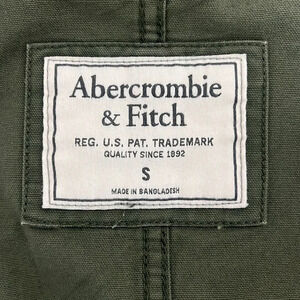 Abercrombie
& Fitch
REG. U.S. PAT. TRADEMARK
QUALITY SINCE 1892
S
MADE IN BANGLADESH